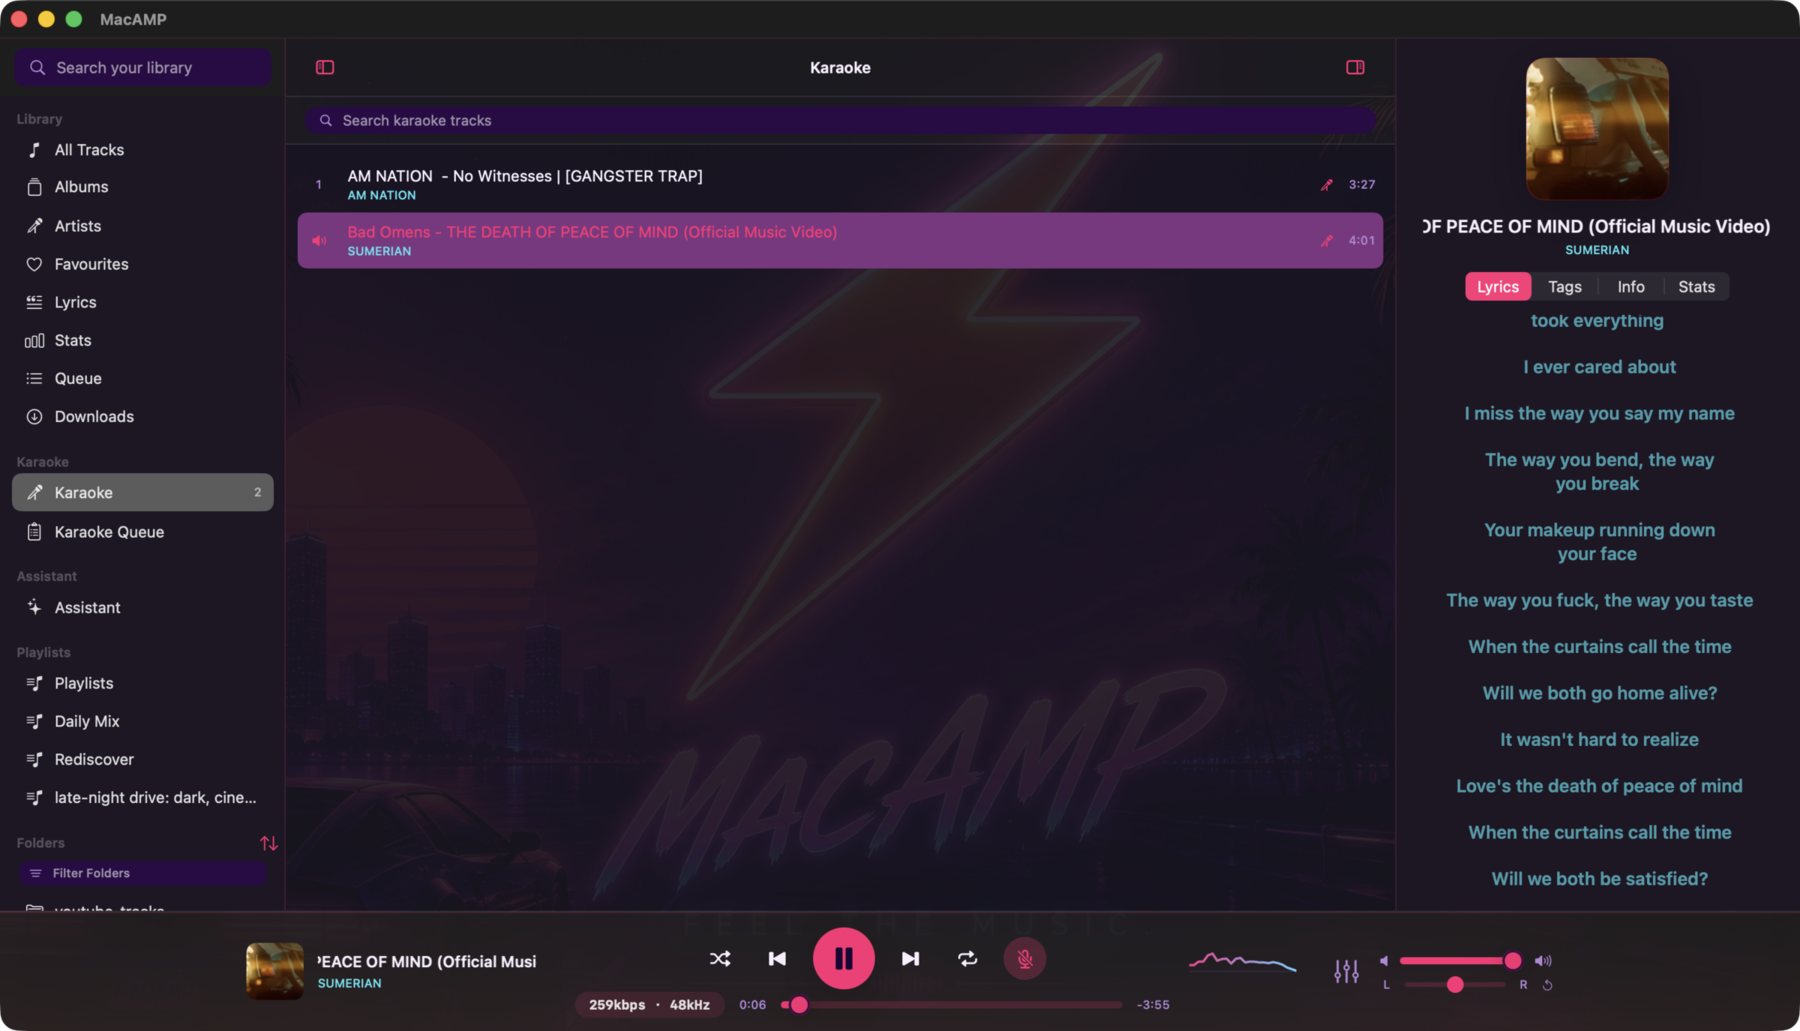 MacAMP
Search your library
Library
All Tracks
Albums
Artists
Favourites
Lyrics
Stats
Queue
Downloads
Karaoke
Karaoke 2
Karaoke Queue
Assistant
Assistant
Playlists
Playlists
Daily Mix
Rediscover
late-night drive: dark, cine...
Folders
Filter Folders
youtube-tracks
Karaoke
Search karaoke tracks
1 AM NATION - No Witnesses | [GANGSTER TRAP] 3:27
AM NATION
Bad Omens - THE DEATH OF PEACE OF MIND (Official Music Video) 4:01
SUMERIAN
MACAMP
FEEL THE MUSIC
OF PEACE OF MIND (Official Music Video)
SUMERIAN
Lyrics Tags Info Stats
took everything
I ever cared about
I miss the way you say my name
The way you bend, the way
you break
Your makeup running down
your face
The way you fuck, the way you taste
When the curtains call the time
Will we both go home alive?
It wasn't hard to realize
Love's the death of peace of mind
When the curtains call the time
Will we both be satisfied?
PEACE OF MIND (Official Musi
SUMERIAN
259kbps · 48kHz 0:06 -3:55
L R